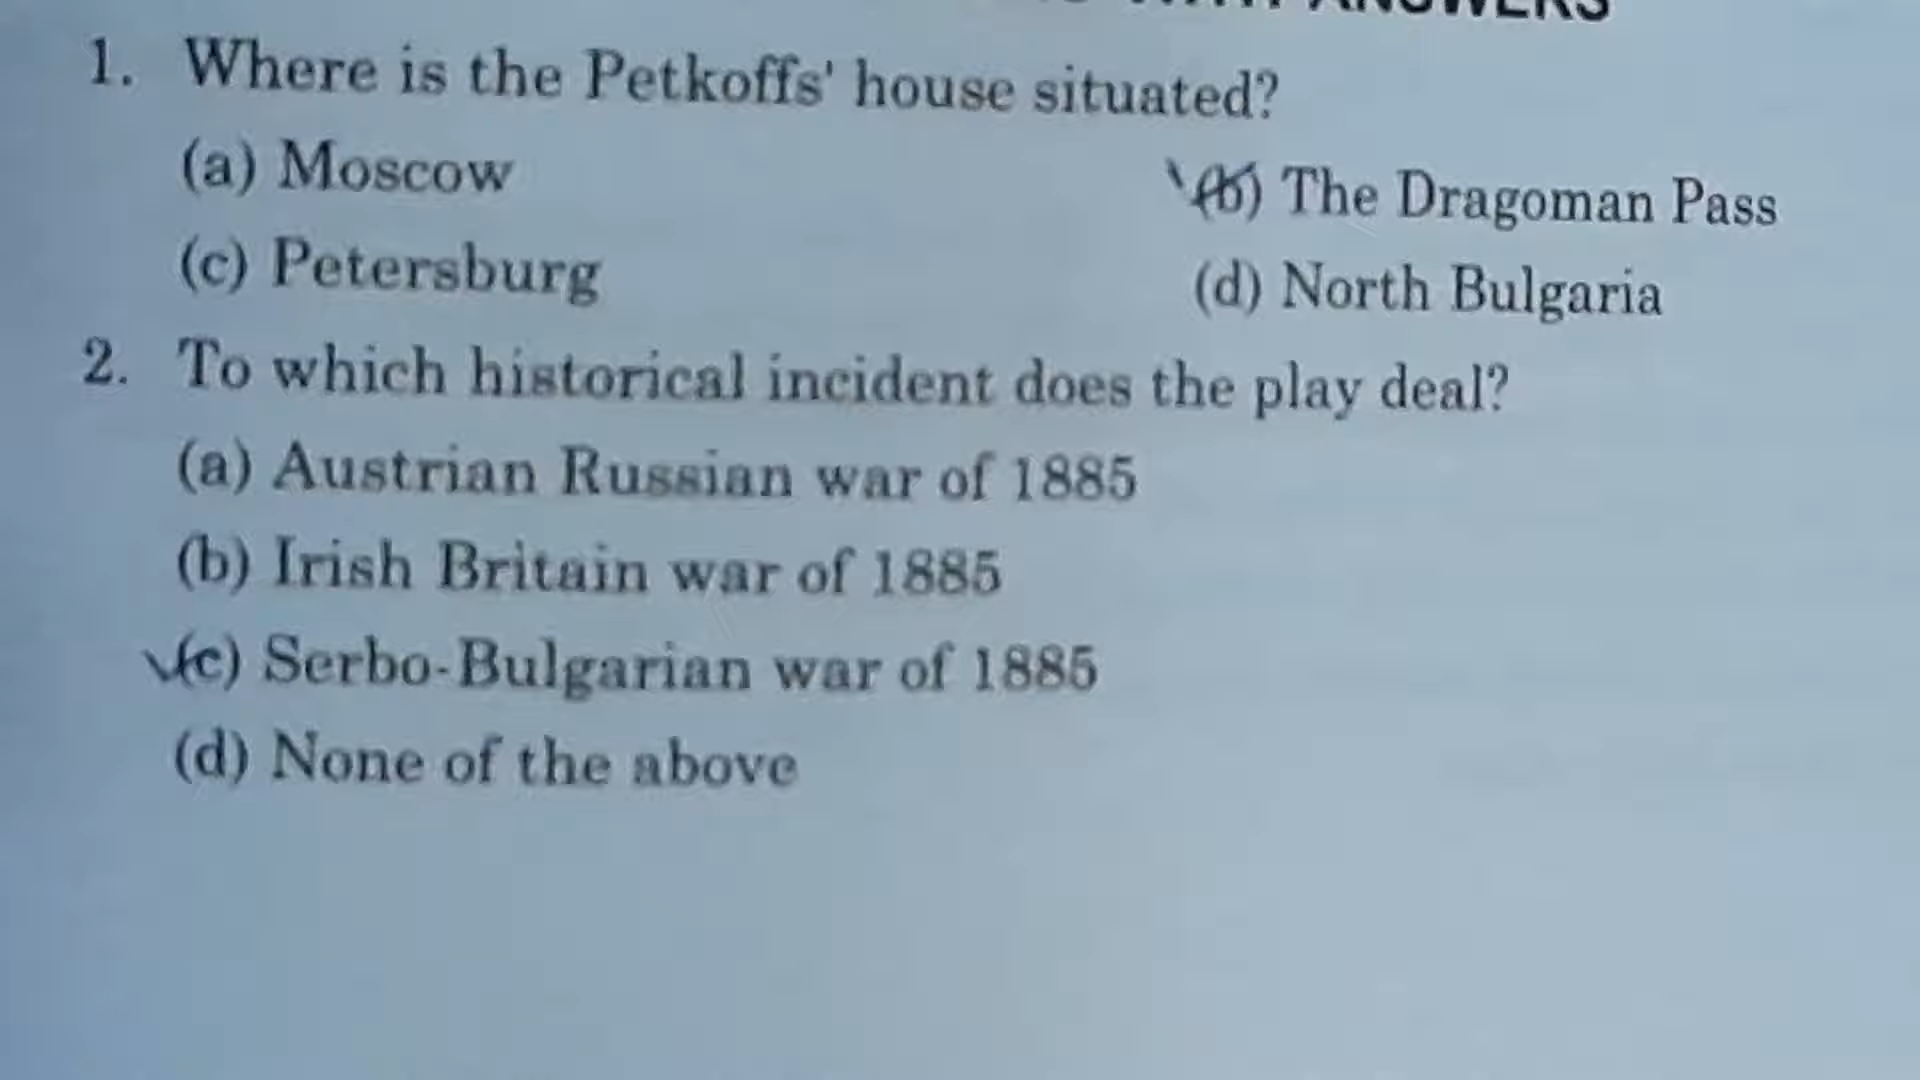 ANSWERS
1. Where is the Petkoffs' house situated?
(a) Moscow (b) The Dragoman Pass
(c) Petersburg (d) North Bulgaria
2. To which historical incident does the play deal?
(a) Austrian Russian war of 1885
(b) Irish Britain war of 1885
(c) Serbo-Bulgarian war of 1885
(d) None of the above